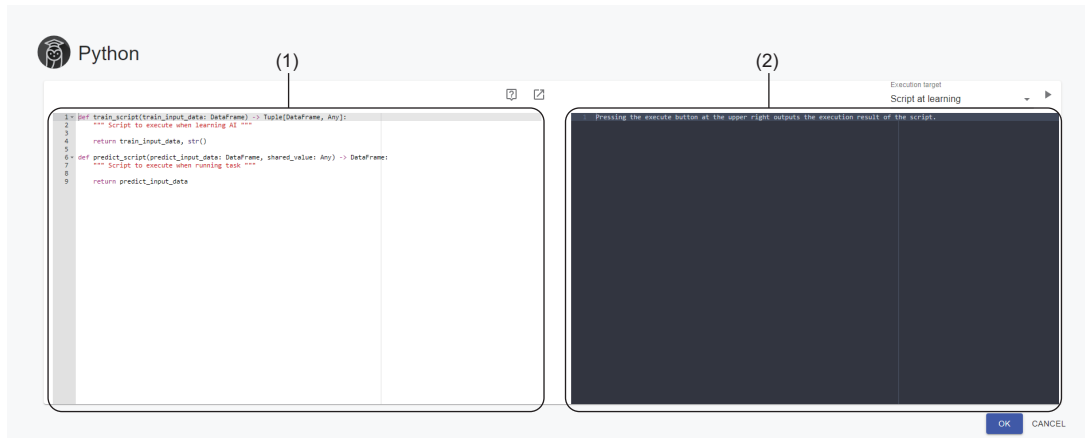 Python
(1)
(2)
Execution target
Script at learning
1 def train_script(train_input_data: DataFrame) -> Tuple[DataFrame, Any]:
2 """ Script to execute when learning AI """
3
4 return train_input_data, str()
5
6 def predict_script(predict_input_data: DataFrame, shared_value: Any) -> DataFrame:
7 """ Script to execute when running task """
8
9 return predict_input_data
1 Pressing the execute button at the upper right outputs the execution result of the script.
OK
CANCEL